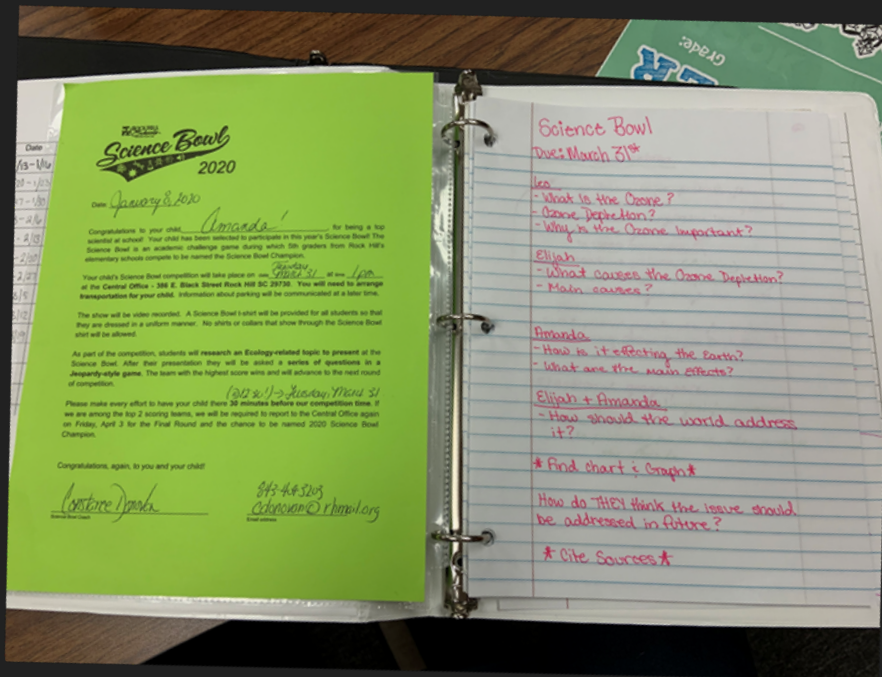 Grade:
ER
Date
Rock Hill
Schools
Science Bowl
2020
Date: January 8, 2020
Congratulations to your child, Amanda! for being a top
scientist at school! Your child has been selected to participate in this year's Science Bowl! The
Science Bowl is an academic challenge game during which 5th graders from Rock Hill's
elementary schools compete to be named the Science Bowl Champion.
Your child's Science Bowl competition will take place on Tuesday March 31 at 1pm
at the Central Office - 386 E. Black Street Rock Hill SC 29730. You will need to arrange
transportation for your child. Information about parking will be communicated at a later time.
The show will be video recorded. A Science Bowl t-shirt will be provided for all students so that
they are dressed in a uniform manner. No shirts or collars that show through the Science Bowl
shirt will be allowed.
As part of the competition, students will research an Ecology-related topic to present at the
Science Bowl. After their presentation they will be asked a series of questions in a
Jeopardy-style game. The team with the highest score wins and will advance to the next round
of competition.
(@12:30!) → Tuesday, March 31
Please make every effort to have your child there 30 minutes before our competition time. If
we are among the top 2 scoring teams, we will be required to report to the Central Office again
on Friday, April 3 for the Final Round and the chance to be named 2020 Science Bowl
Champion.
Congratulations, again, to you and your child!
Science Bowl Coach
Email address
Science Bowl
Due: March 31st
Leo
- What is the Ozone?
- Ozone Depletion?
- Why is the Ozone Important?
Elijah
- What causes the Ozone Depletion?
- Main causes?
Amanda
- How is it effecting the Earth?
- What are the main effects?
Elijah + Amanda
- How should the world address
it?
* Find chart & Graph *
How do THEY think the issue should
be addressed in future?
* Cite Sources *